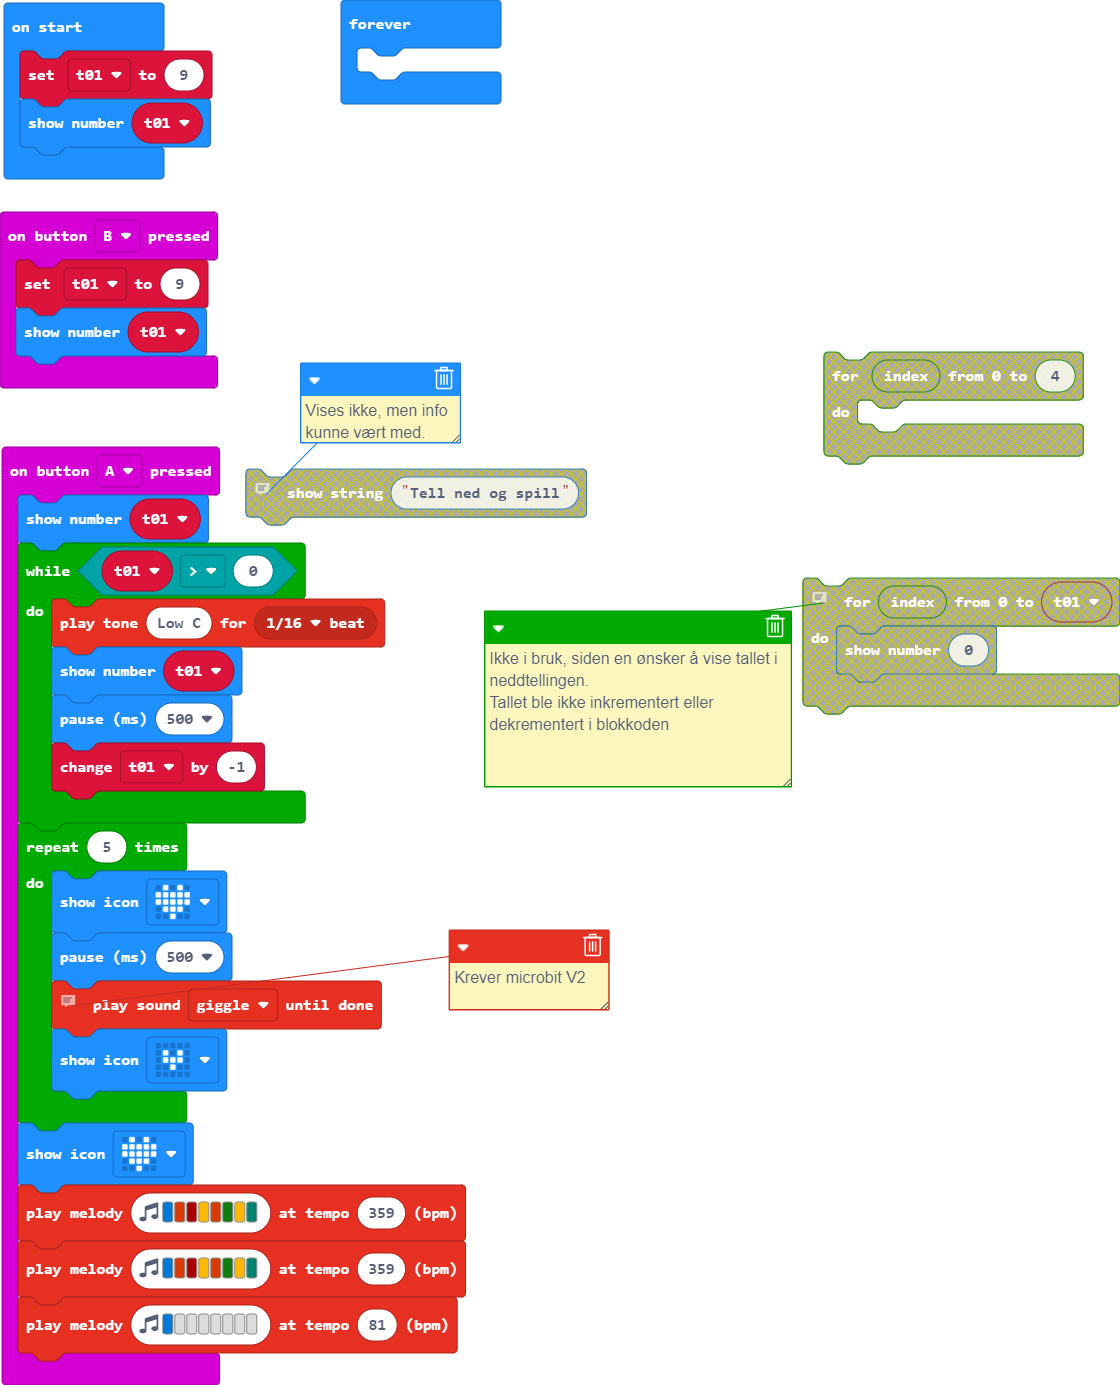 on start
set t01 to 9
show number t01
forever
on button B pressed
set t01 to 9
show number t01
Vises ikke, men info
kunne vært med.
for index from 0 to 4
do
on button A pressed
show string "Tell ned og spill"
show number t01
while t01 > 0
do
play tone Low C for 1/16 beat
show number t01
pause (ms) 500
change t01 by -1
for index from 0 to t01
do
show number 0
Ikke i bruk, siden en ønsker å vise tallet i
neddtellingen.
Tallet ble ikke inkrementert eller
dekrementert i blokkoden
repeat 5 times
do
show icon
pause (ms) 500
play sound giggle until done
show icon
Krever microbit V2
show icon
play melody at tempo 359 (bpm)
play melody at tempo 359 (bpm)
play melody at tempo 81 (bpm)